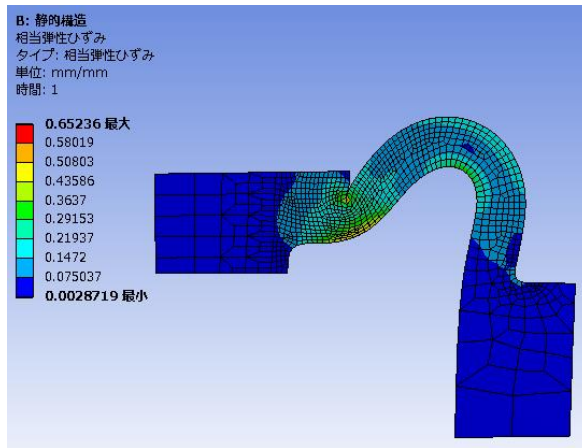 B: 静的構造
相当弾性ひずみ
タイプ: 相当弾性ひずみ
単位: mm/mm
時間: 1
0.65236 最大
0.58019
0.50803
0.43586
0.3637
0.29153
0.21937
0.1472
0.075037
0.0028719 最小